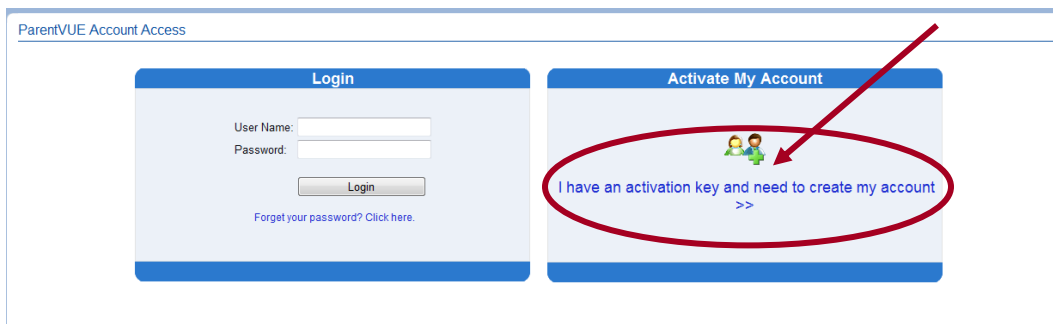 ParentVUE Account Access
Login
User Name:
Password:
Login
Forget your password? Click here.
Activate My Account
I have an activation key and need to create my account
>>